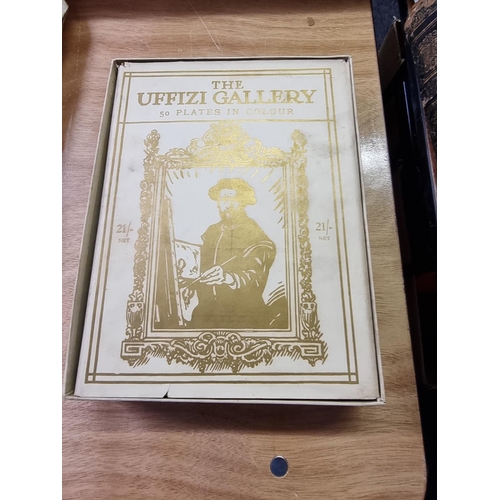 THE
UFFIZI GALLERY
50 PLATES IN COLOUR
21/- 21/-
NET NET